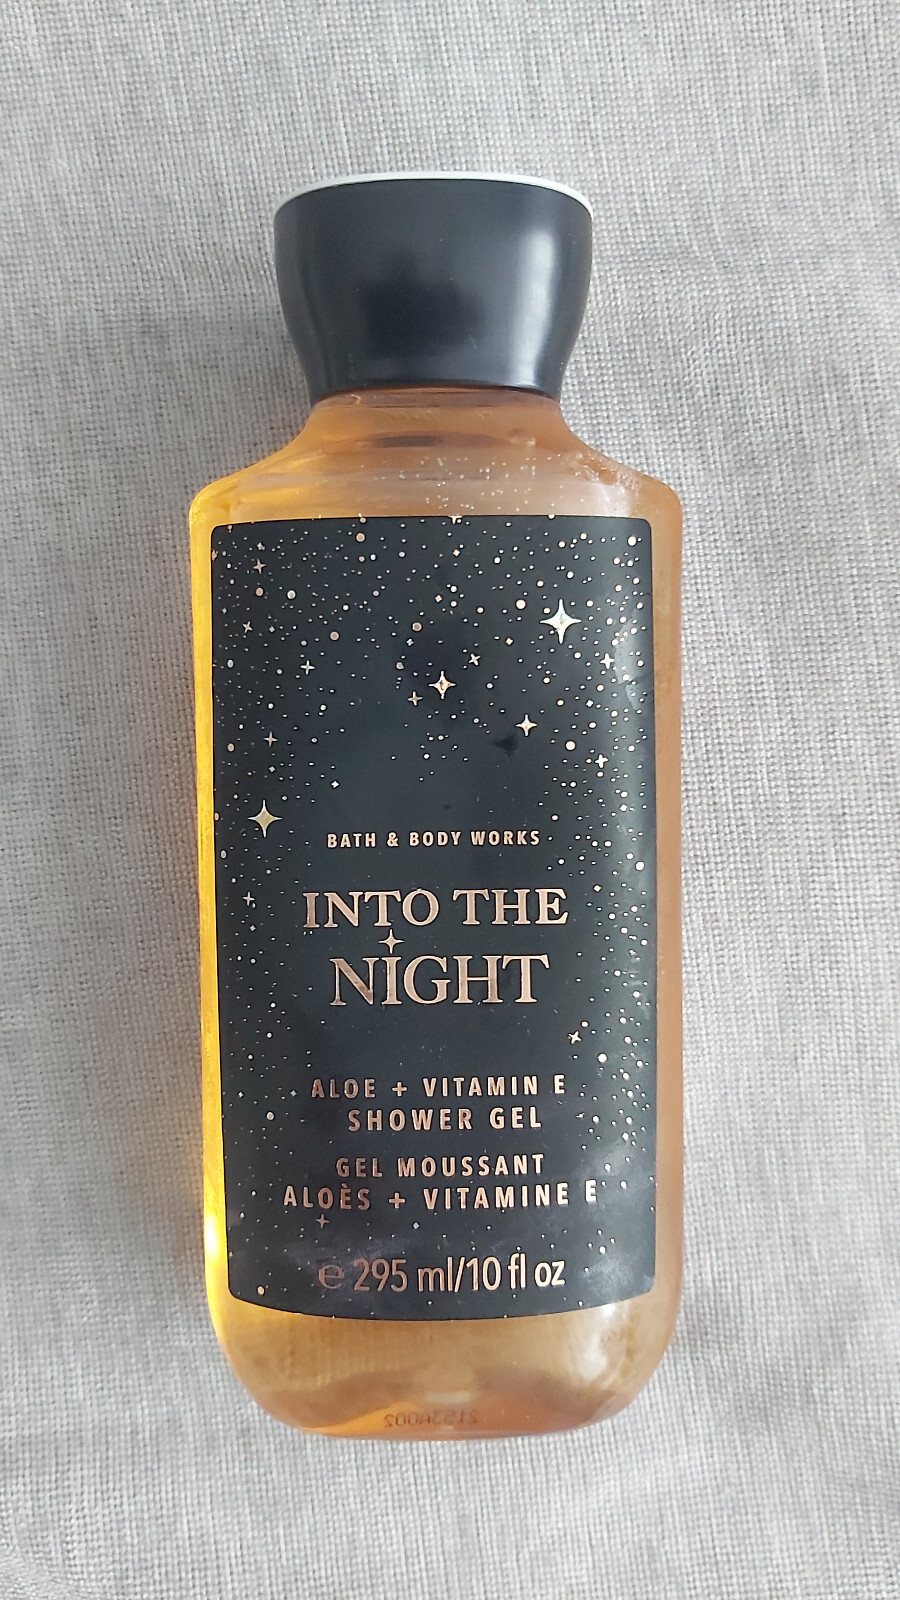 BATH & BODY WORKS
INTO THE
NIGHT
ALOE + VITAMIN E
SHOWER GEL
GEL MOUSSANT
ALOÈS + VITAMINE E
℮ 295 ml/10 fl oz